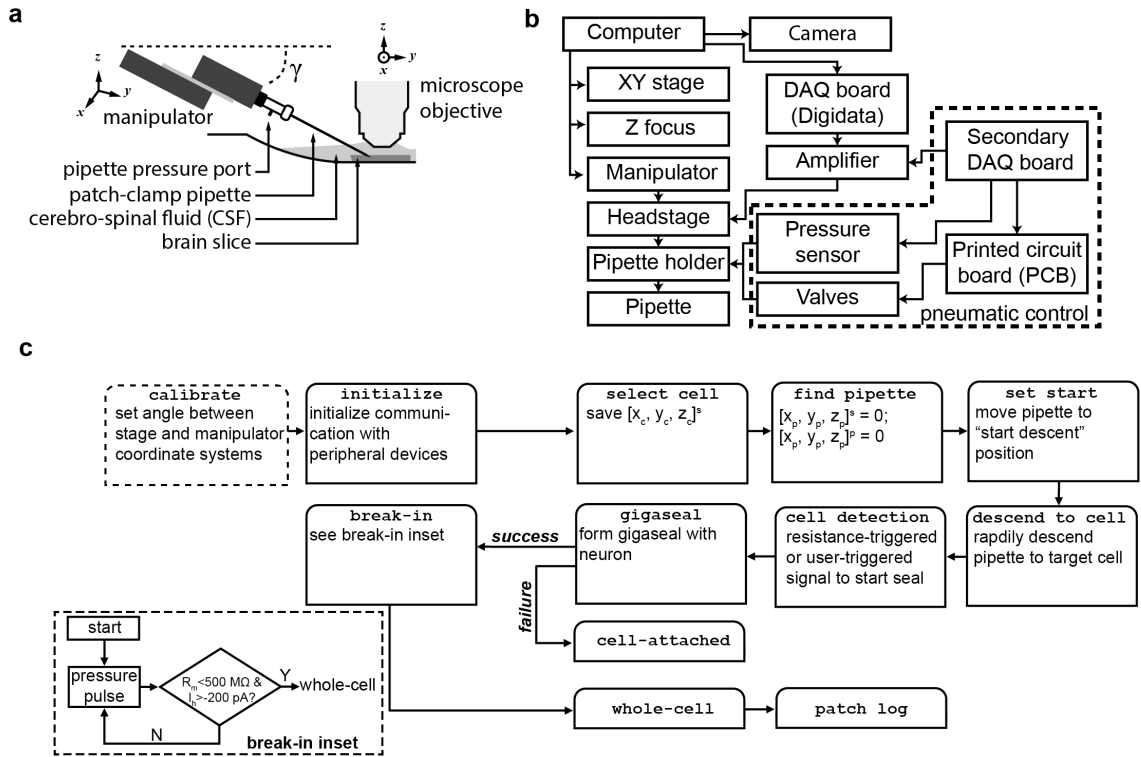 a
z
y
x
manipulator
γ
z
y
x
microscope
objective
pipette pressure port
patch-clamp pipette
cerebro-spinal fluid (CSF)
brain slice
b
Computer
Camera
XY stage
Z focus
Manipulator
Headstage
Pipette holder
Pipette
DAQ board
(Digidata)
Amplifier
Secondary
DAQ board
Pressure
sensor
Valves
Printed circuit
board (PCB)
pneumatic control
c
calibrate
set angle between
stage and manipulator
coordinate systems
initialize
initialize communi-
cation with
peripheral devices
select cell
save [xc, yc, zc]s
find pipette
[xp, yp, zp]s = 0;
[xp, yp, zp]p = 0
set start
move pipette to
“start descent”
position
descend to cell
rapdily descend
pipette to target cell
cell detection
resistance-triggered
or user-triggered
signal to start seal
gigaseal
form gigaseal with
neuron
success
failure
break-in
see break-in inset
cell-attached
whole-cell
patch log
start
pressure
pulse
Rm<500 MΩ &
Ih>-200 pA?
Y
whole-cell
N
break-in inset